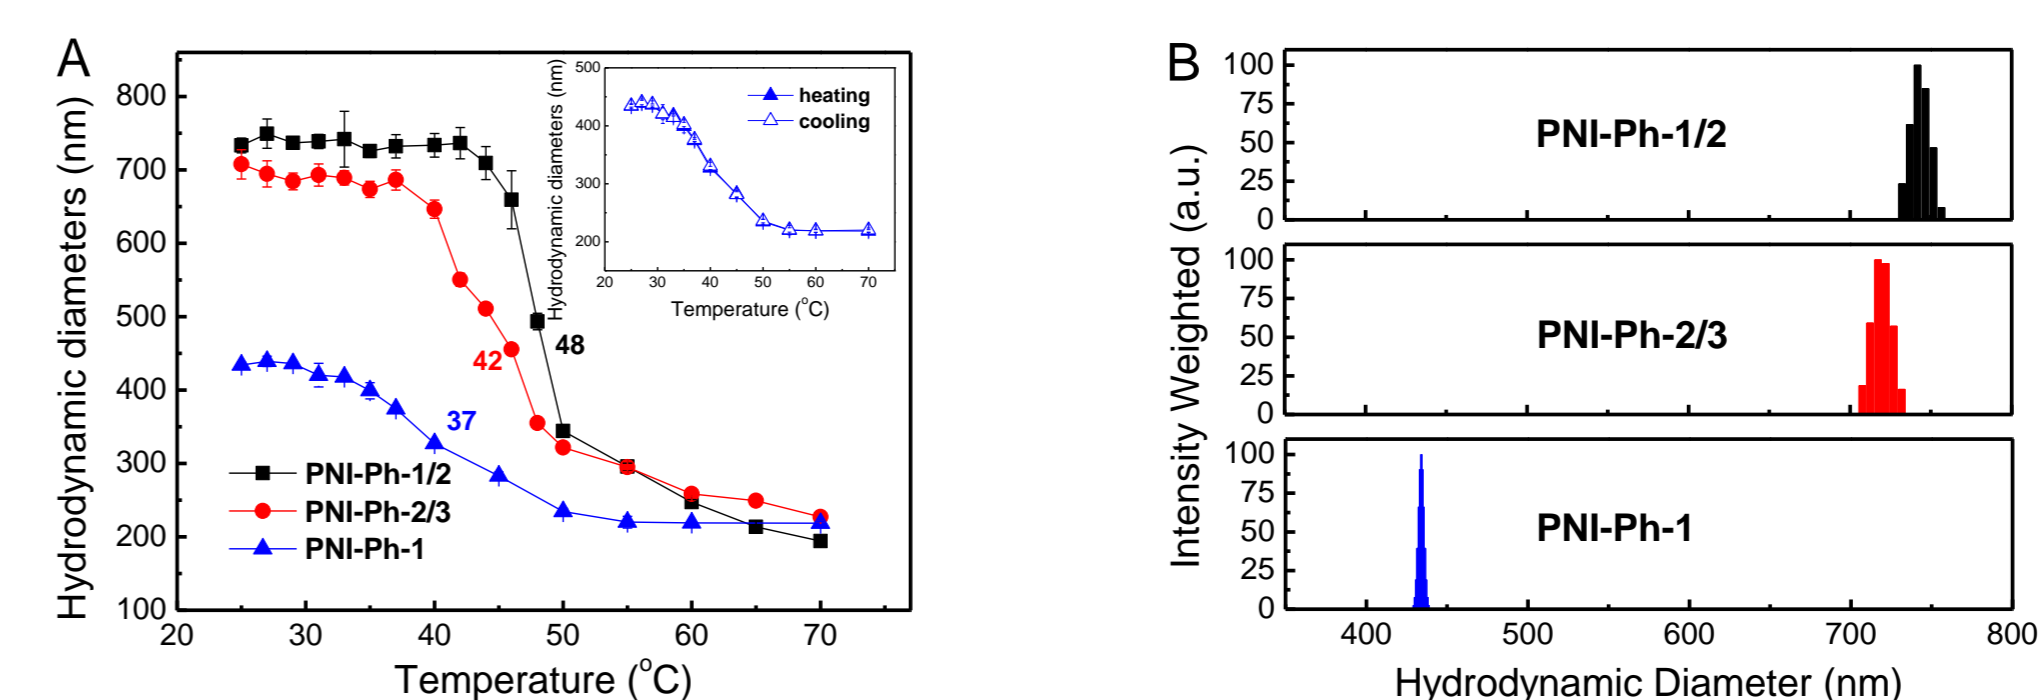 A
Hydrodynamic diameters (nm)
800
700
600
500
400
300
200
100
20
30
40
50
60
70
Temperature (°C)
48
42
37
PNI-Ph-1/2
PNI-Ph-2/3
PNI-Ph-1
Hydrodynamic diameters (nm)
500
400
300
200
20
30
40
50
60
70
Temperature (°C)
heating
cooling
B
Intensity Weighted (a.u.)
100
75
50
25
0
PNI-Ph-1/2
100
75
50
25
0
PNI-Ph-2/3
100
75
50
25
0
PNI-Ph-1
400
500
600
700
800
Hydrodynamic Diameter (nm)